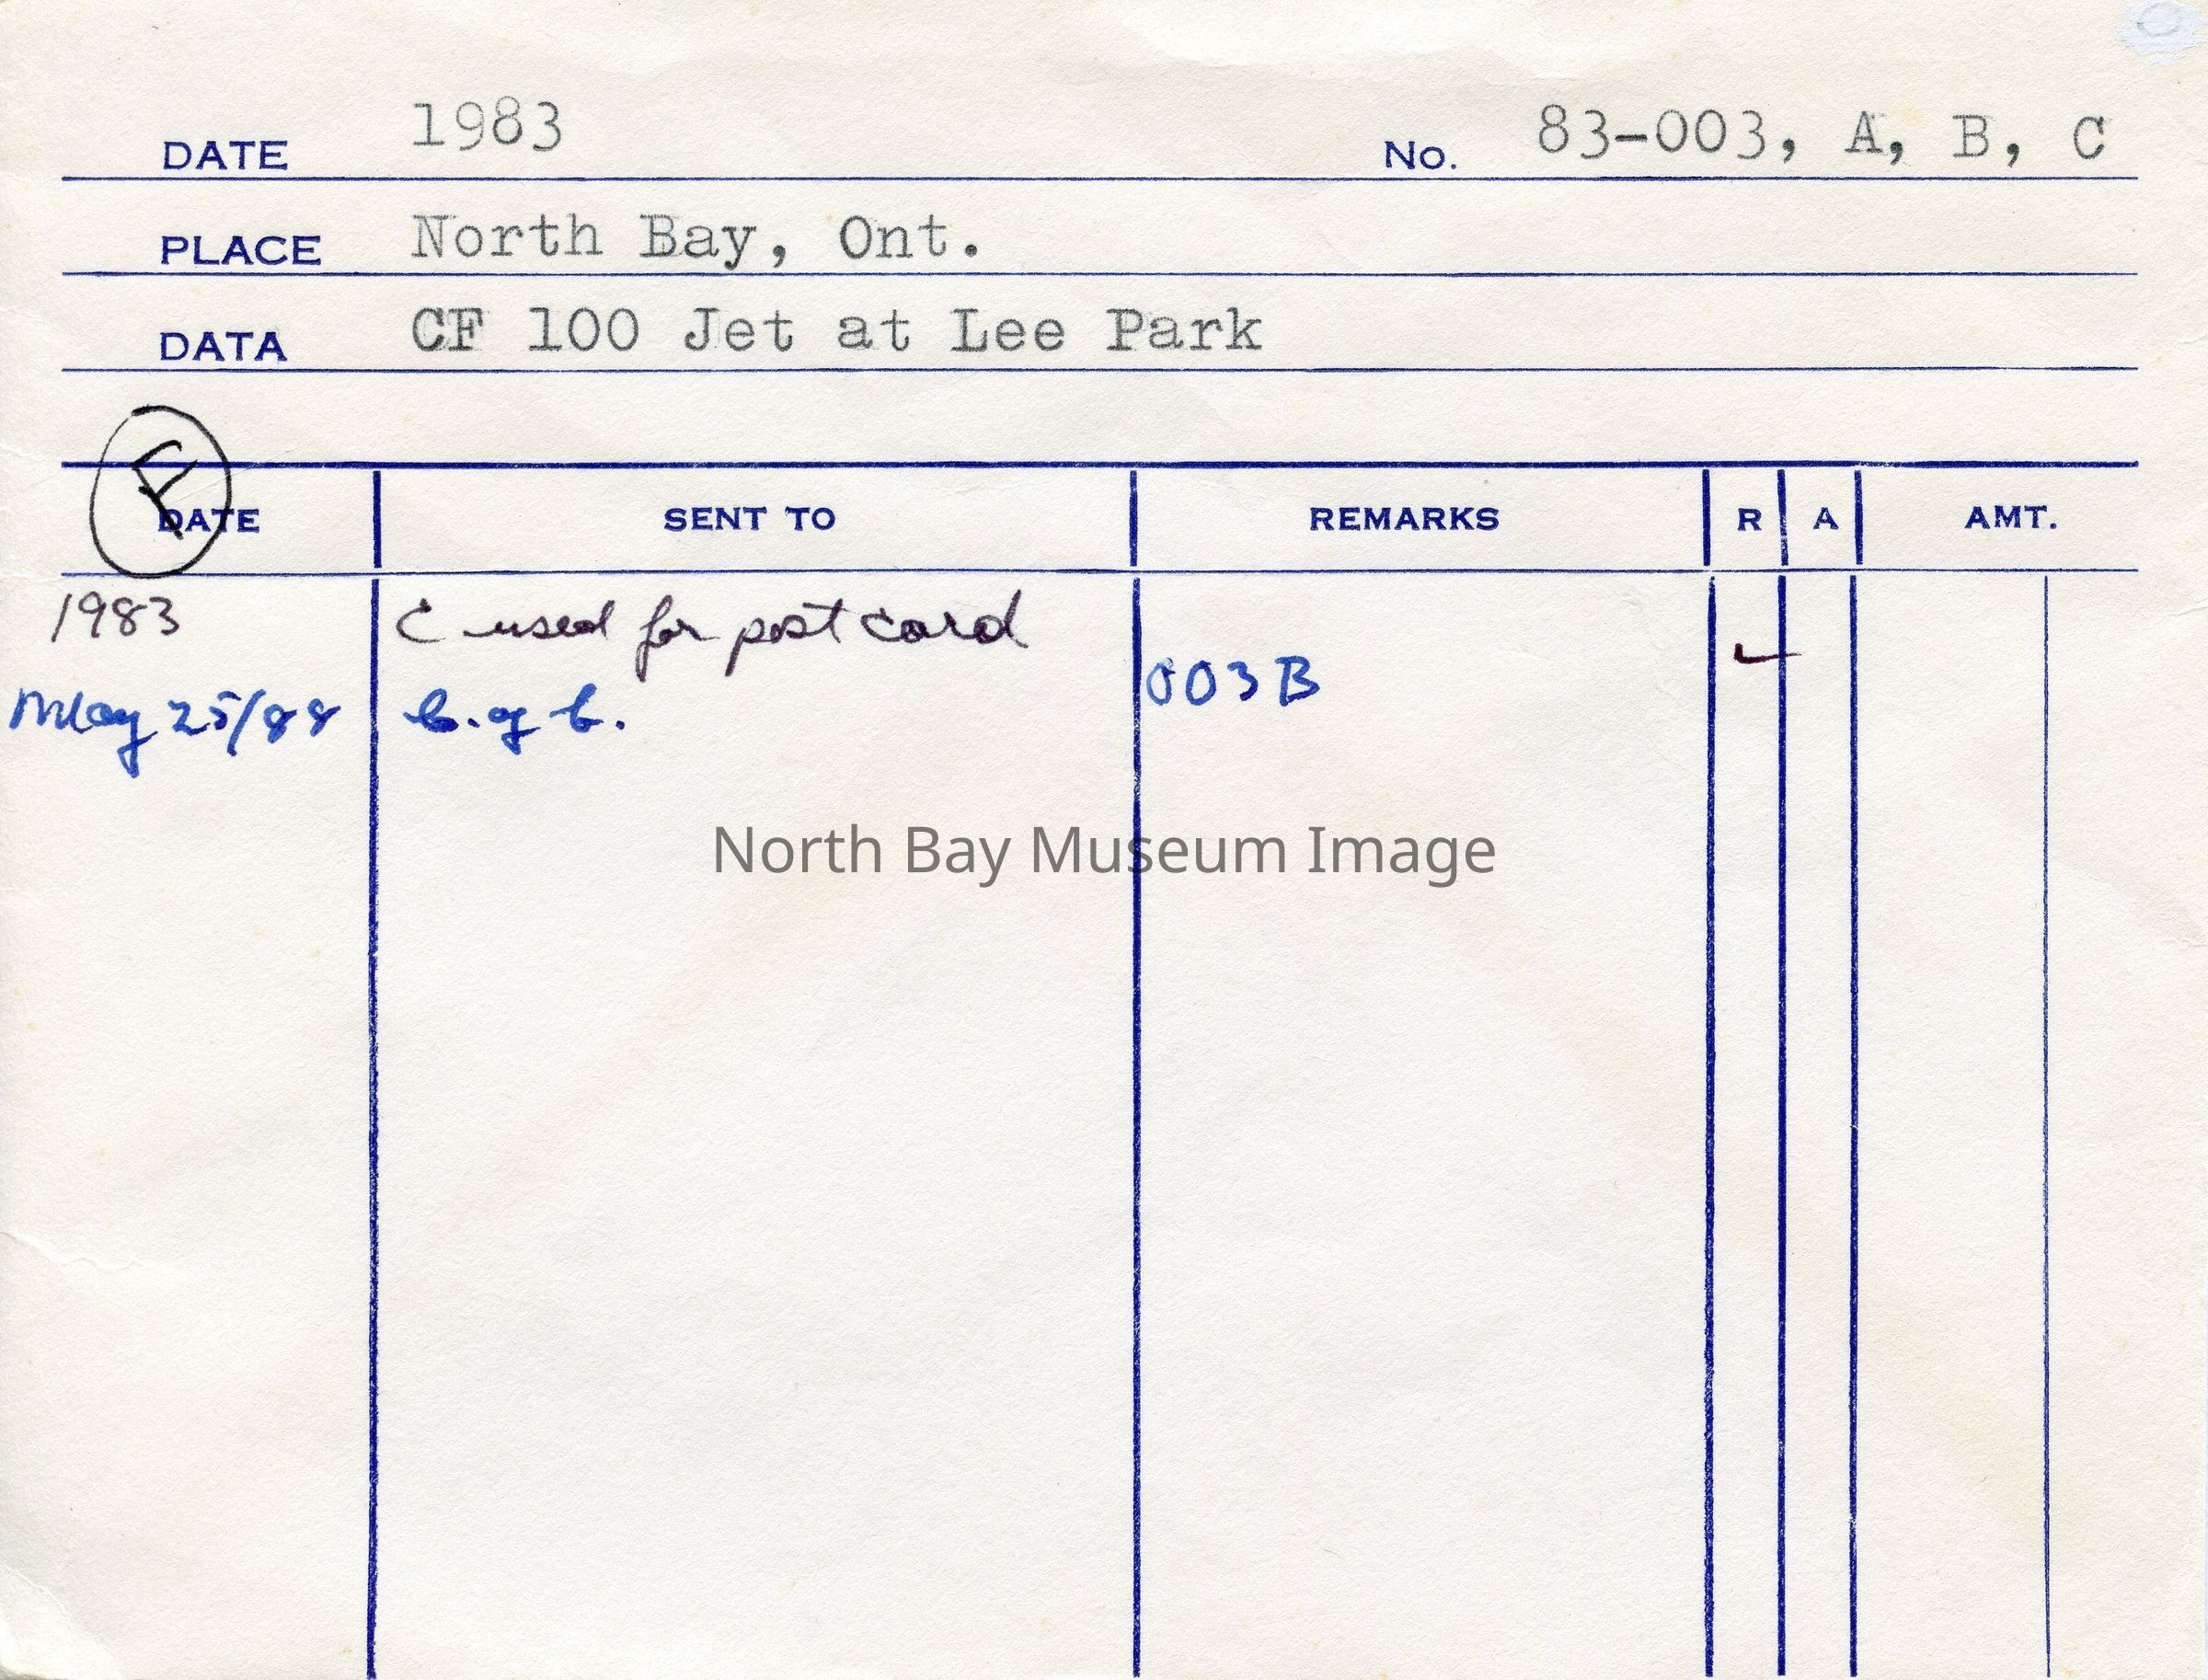 DATE 1983 No. 83-003, A, B, C
PLACE North Bay, Ont.
DATA CF 100 Jet at Lee Park
F
DATE SENT TO REMARKS R A AMT.
1983 C used for post card ✓
May 25/88 003B
North Bay Museum Image